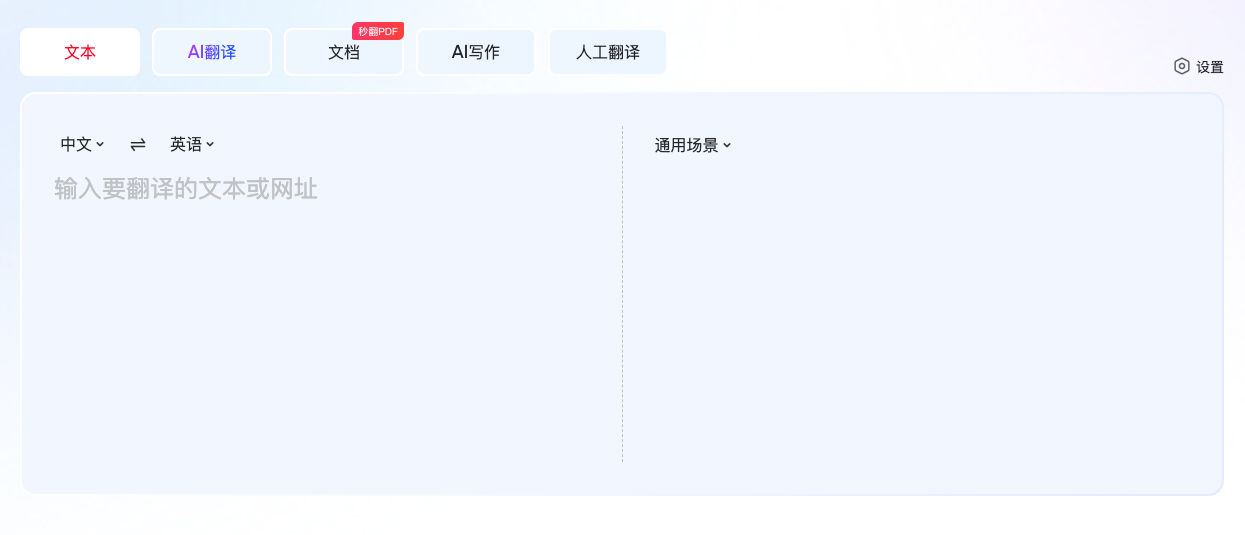 文本
AI翻译
文档
秒翻PDF
AI写作
人工翻译
设置
中文
英语
通用场景
输入要翻译的文本或网址